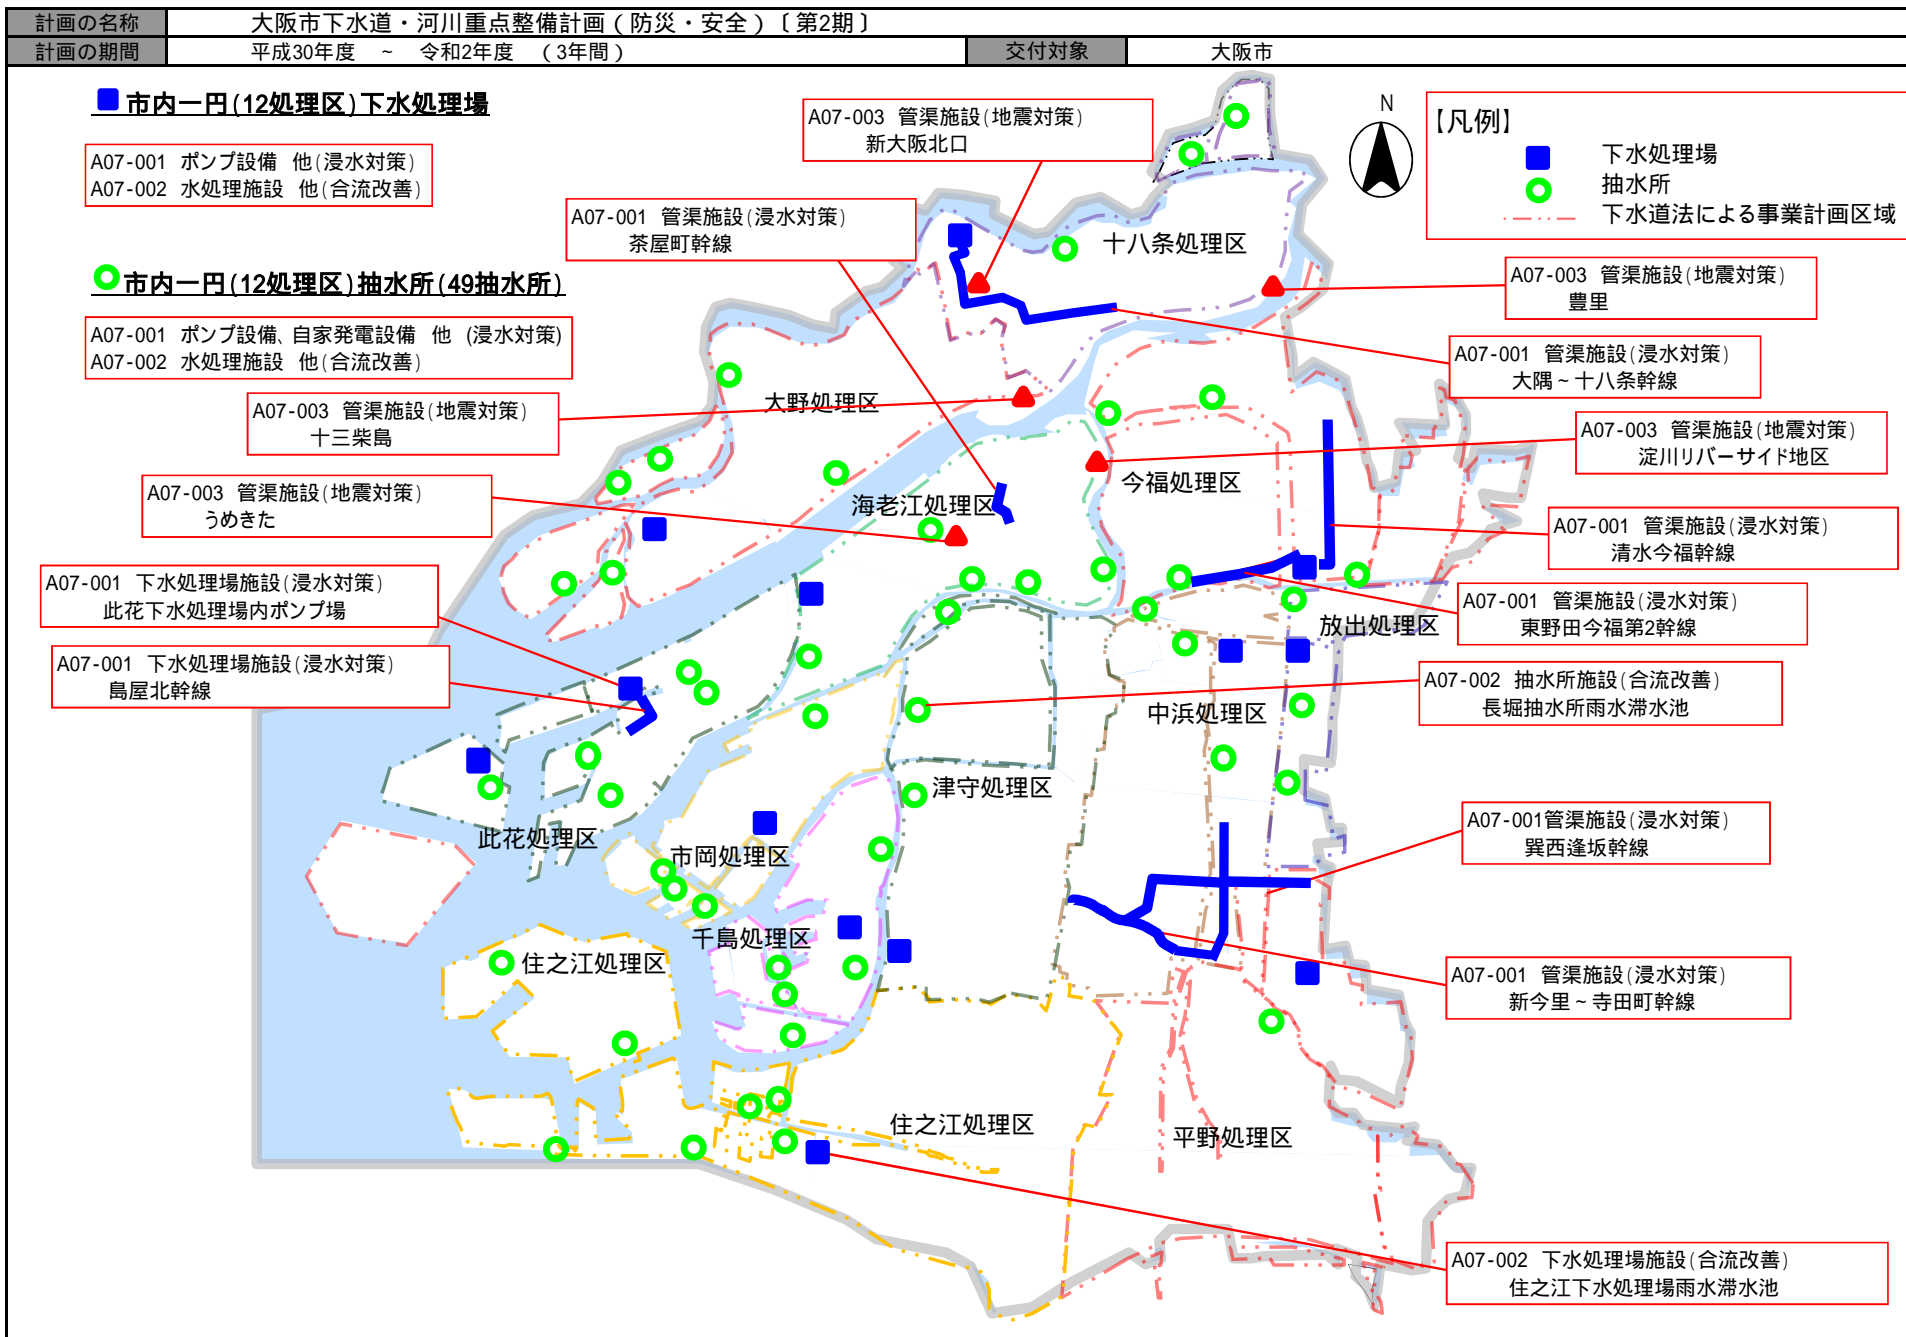 計画の名称 大阪市下水道・河川重点整備計画（防災・安全）〔第2期〕
計画の期間 平成30年度 ~ 令和2年度 （3年間） 交付対象 大阪市
市内一円(12処理区)下水処理場
A07-001 ポンプ設備 他(浸水対策)
A07-002 水処理施設 他(合流改善)
市内一円(12処理区)抽水所(49抽水所)
A07-001 ポンプ設備、自家発電設備 他 (浸水対策)
A07-002 水処理施設 他(合流改善)
A07-003 管渠施設(地震対策)
新大阪北口
N
【凡例】
下水処理場
抽水所
下水道法による事業計画区域
A07-001 管渠施設(浸水対策)
茶屋町幹線
十八条処理区
A07-003 管渠施設(地震対策)
豊里
A07-001 管渠施設(浸水対策)
大隅~十八条幹線
A07-003 管渠施設(地震対策)
十三柴島
大野処理区
A07-003 管渠施設(地震対策)
淀川リバーサイド地区
A07-003 管渠施設(地震対策)
うめきた
海老江処理区
今福処理区
A07-001 管渠施設(浸水対策)
清水今福幹線
A07-001 下水処理場施設(浸水対策)
此花下水処理場内ポンプ場
A07-001 管渠施設(浸水対策)
東野田今福第2幹線
放出処理区
A07-001 下水処理場施設(浸水対策)
島屋北幹線
A07-002 抽水所施設(合流改善)
長堀抽水所雨水滞水池
中浜処理区
津守処理区
此花処理区
市岡処理区
A07-001管渠施設(浸水対策)
巽西逢坂幹線
千島処理区
住之江処理区
A07-001 管渠施設(浸水対策)
新今里~寺田町幹線
住之江処理区
平野処理区
A07-002 下水処理場施設(合流改善)
住之江下水処理場雨水滞水池